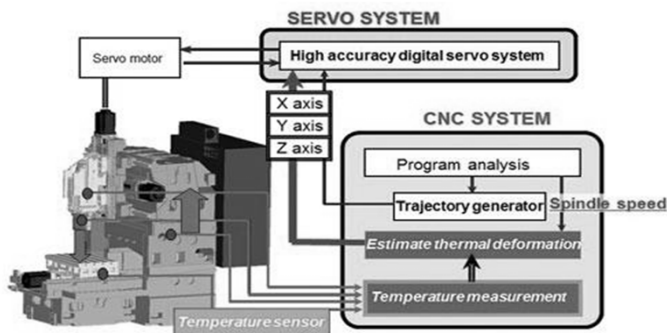 SERVO SYSTEM
Servo motor
High accuracy digital servo system
X axis
Y axis
Z axis
CNC SYSTEM
Program analysis
Trajectory generator
Spindle speed
Estimate thermal deformation
Temperature measurement
Temperature sensor